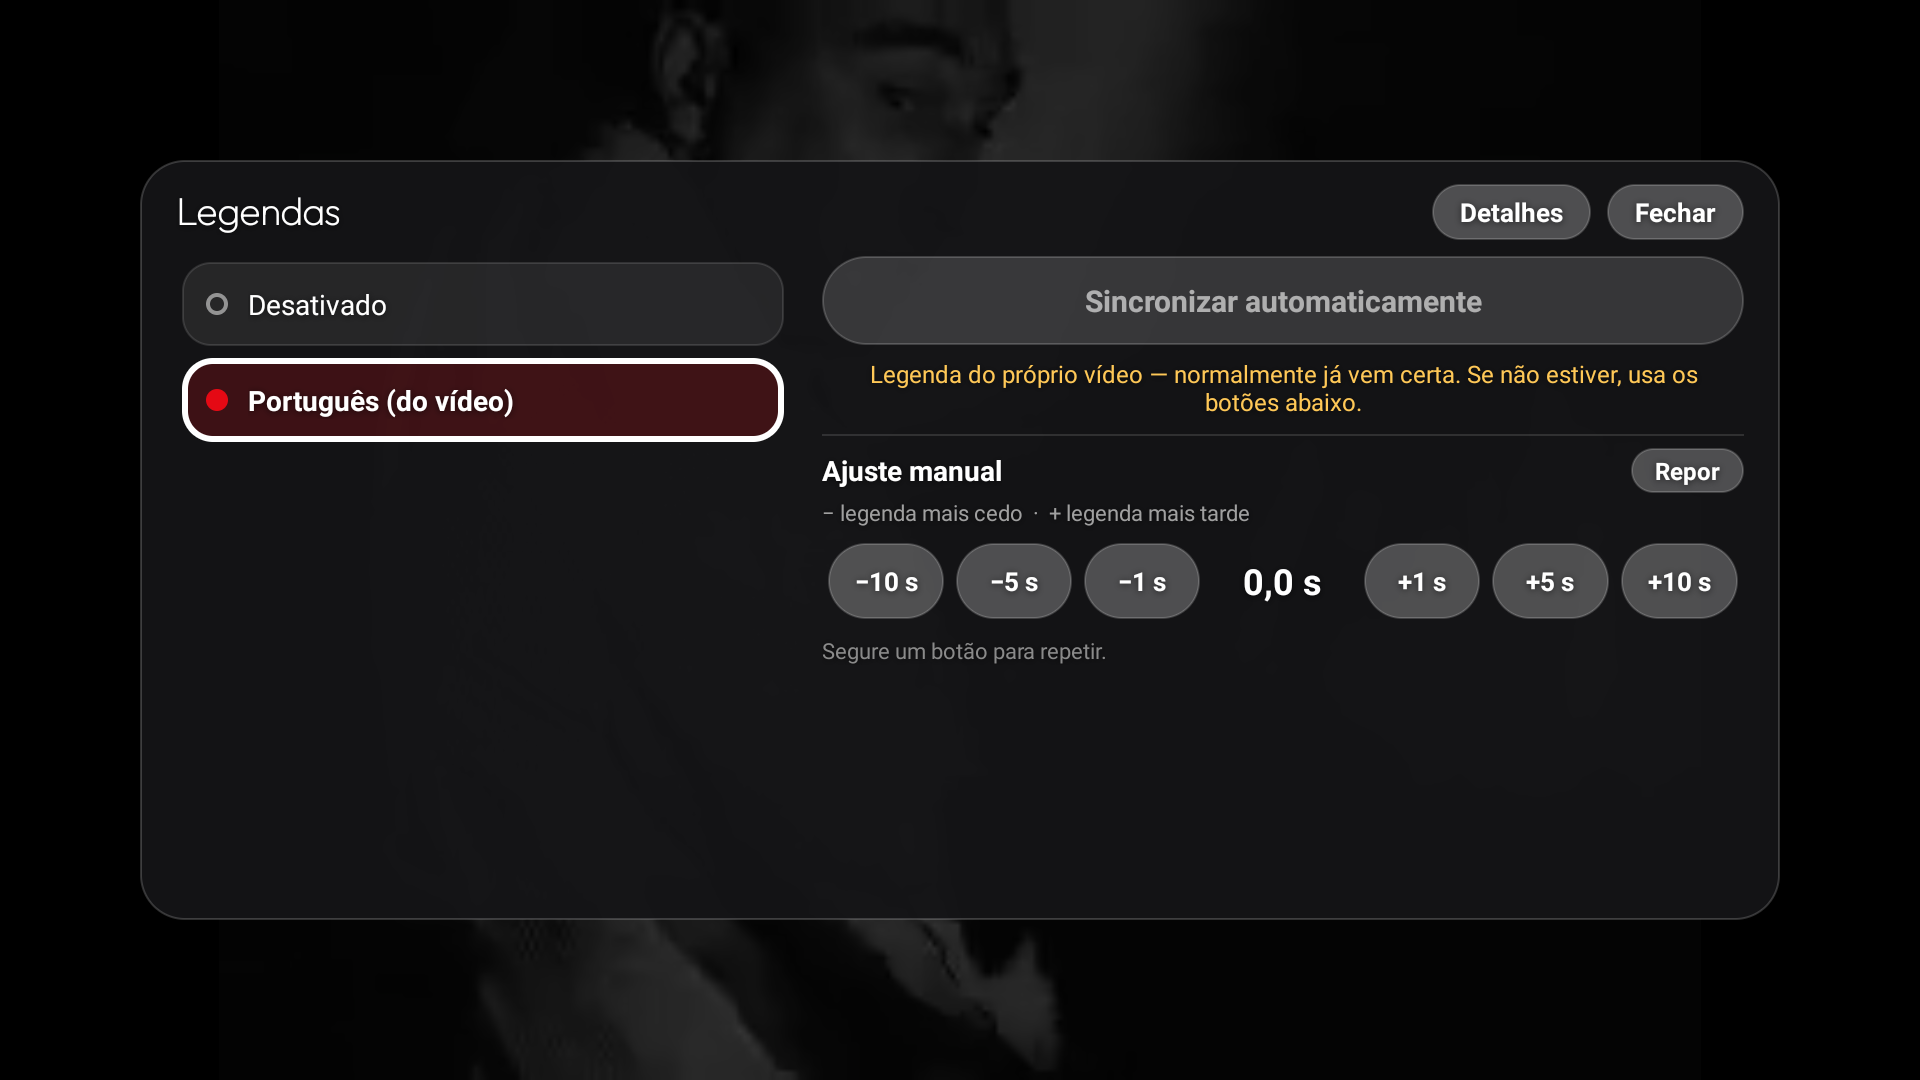 Legendas
Detalhes
Fechar
Desativado
Português (do vídeo)
Sincronizar automaticamente
Legenda do próprio vídeo — normalmente já vem certa. Se não estiver, usa os
botões abaixo.
Ajuste manual
Repor
− legenda mais cedo · + legenda mais tarde
−10 s
−5 s
−1 s
0,0 s
+1 s
+5 s
+10 s
Segure um botão para repetir.